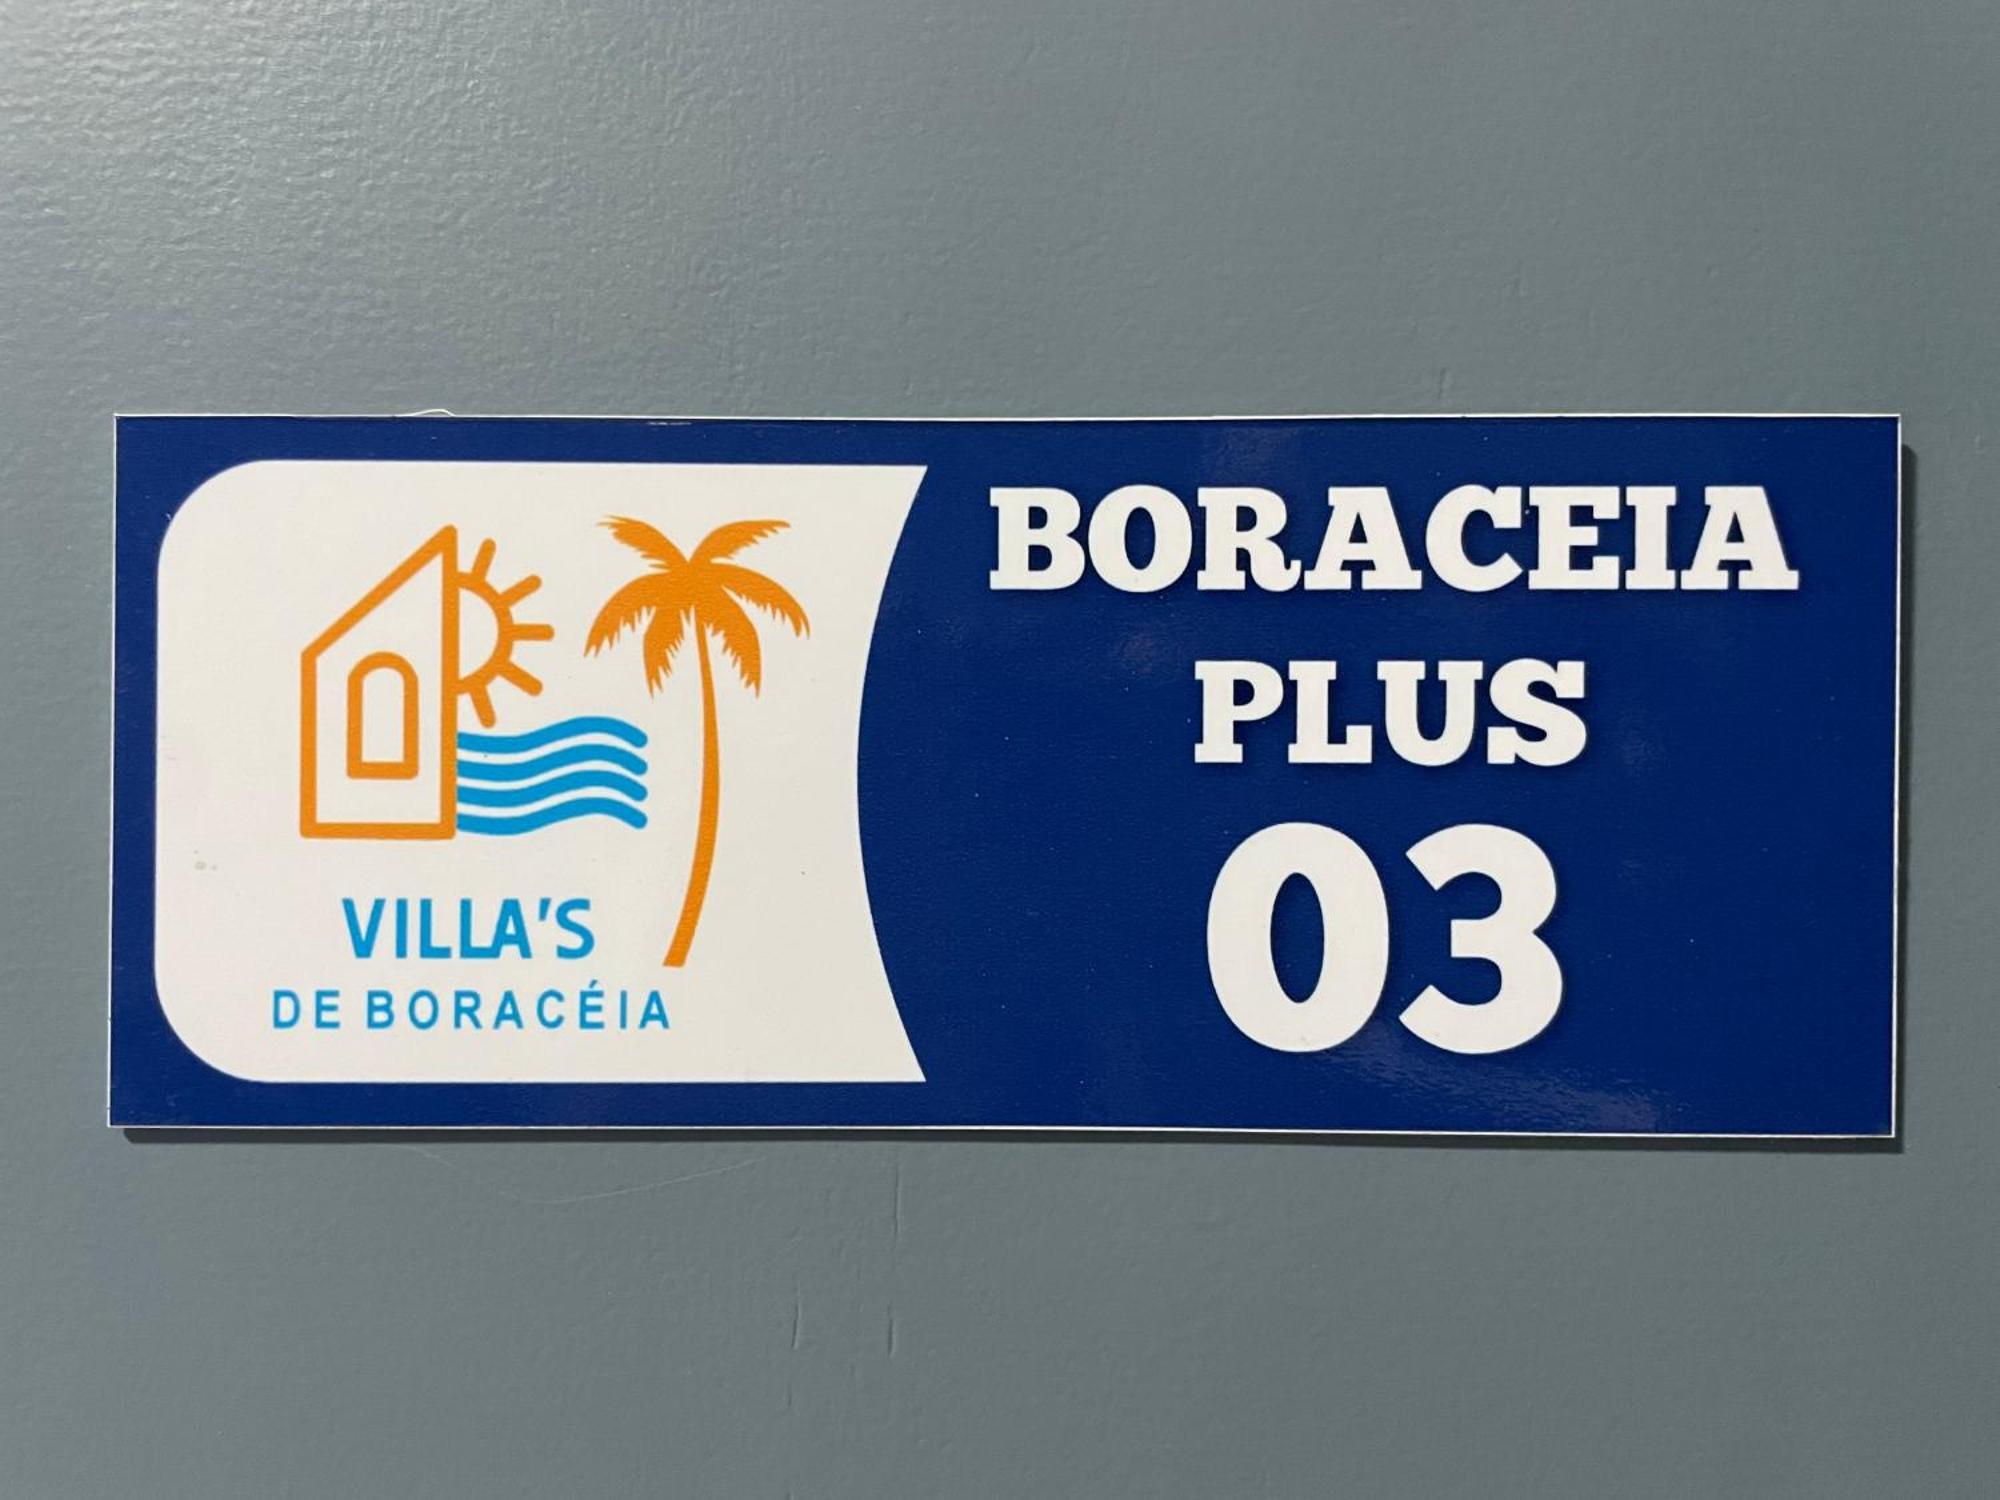 VILLA'S
DE BORACÉIA
BORACEIA
PLUS
03